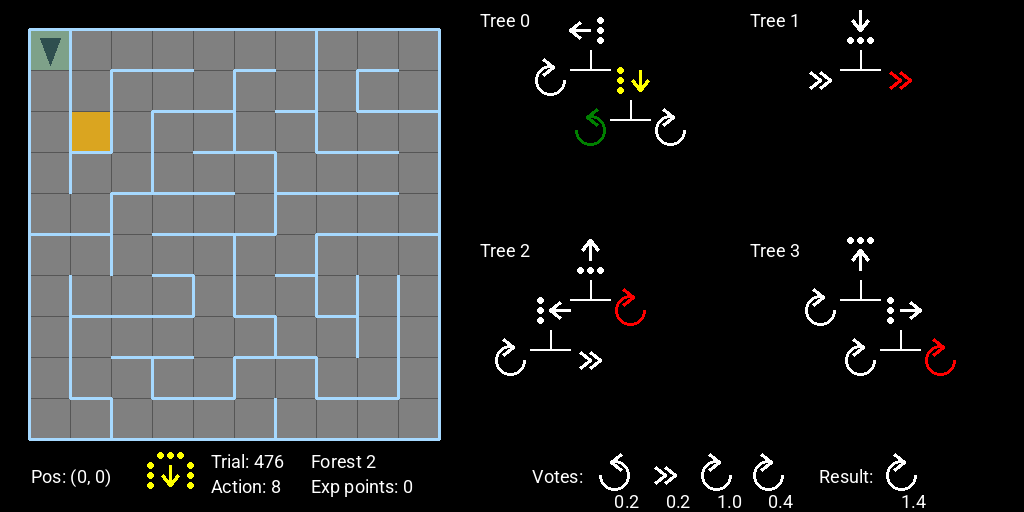 Tree 0
Tree 1
Tree 2
Tree 3
Pos: (0, 0)
Trial: 476
Forest 2
Action: 8
Exp points: 0
Votes:
0.2
0.2
1.0
0.4
Result:
1.4